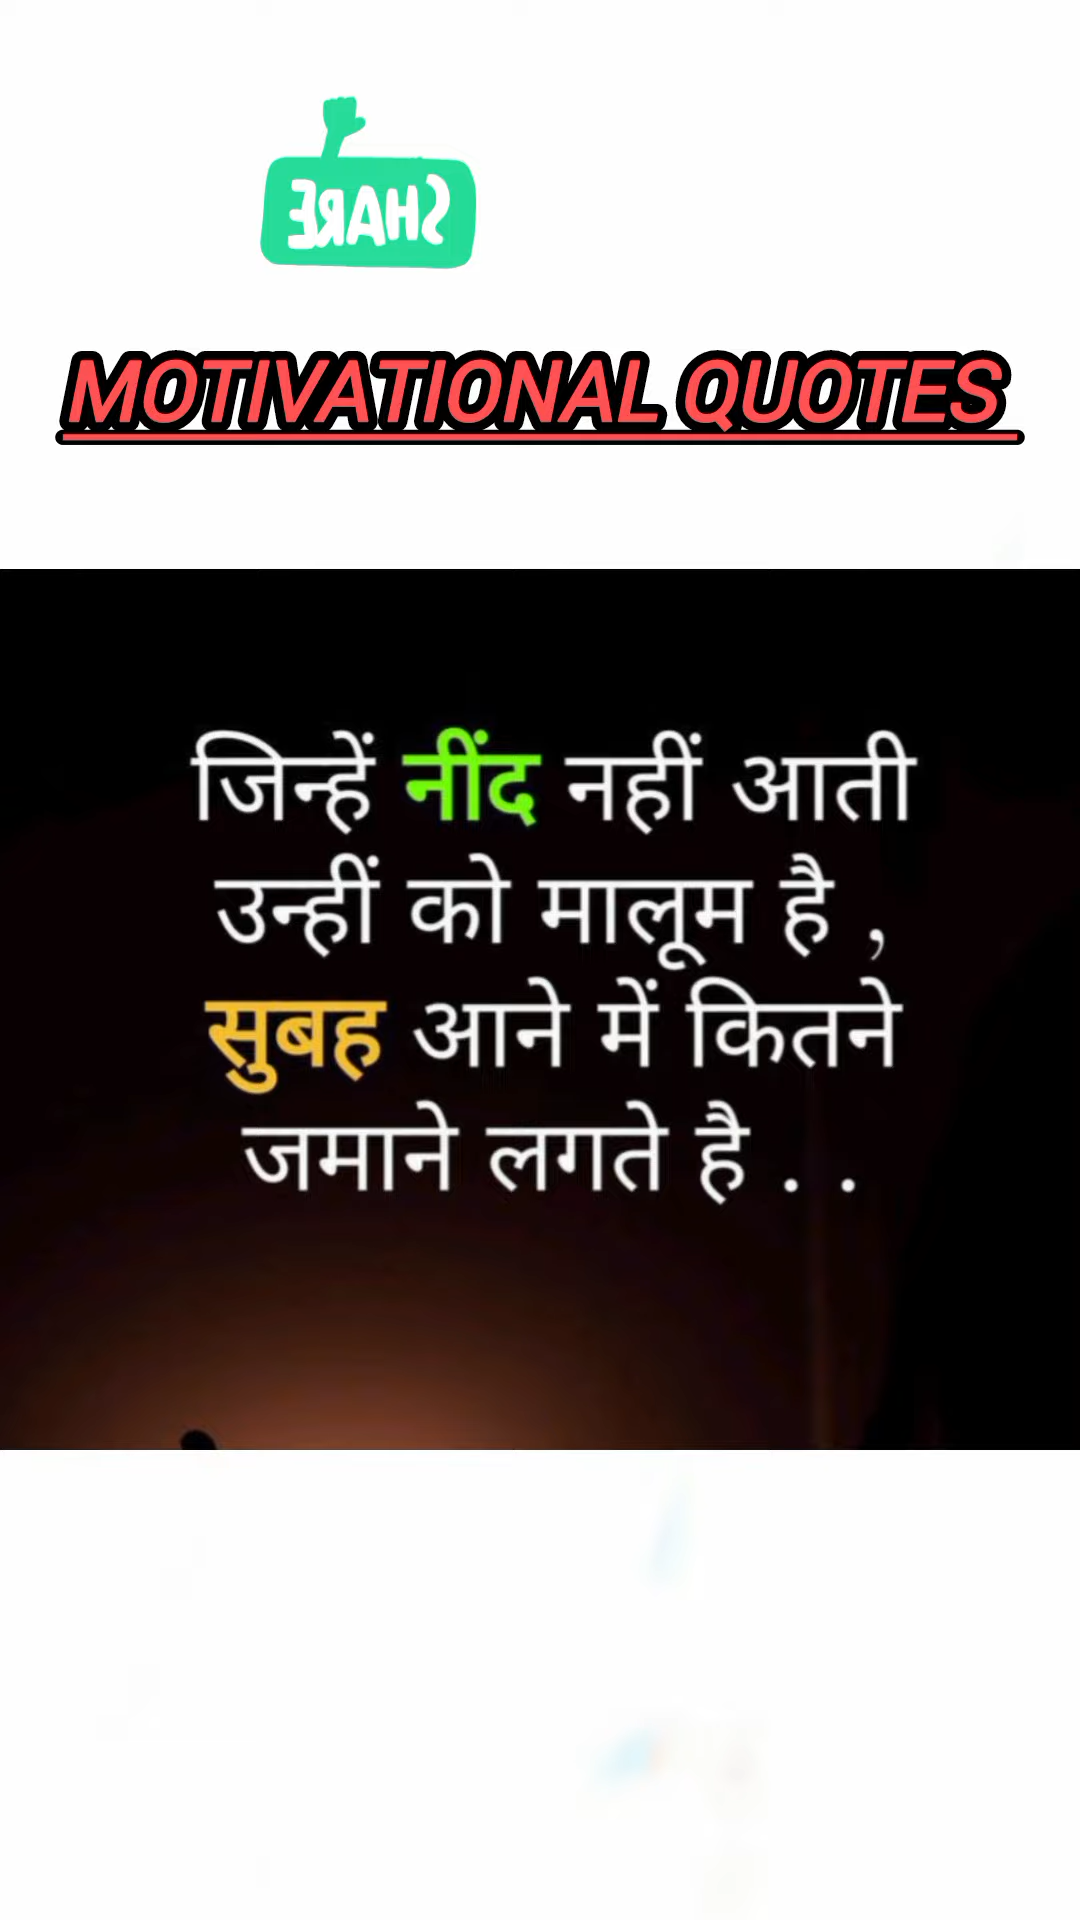 SHARE
MOTIVATIONAL QUOTES
जिन्हें नींद नहीं आती
उन्हीं को मालूम है ,
सुबह आने में कितने
जमाने लगते है . .